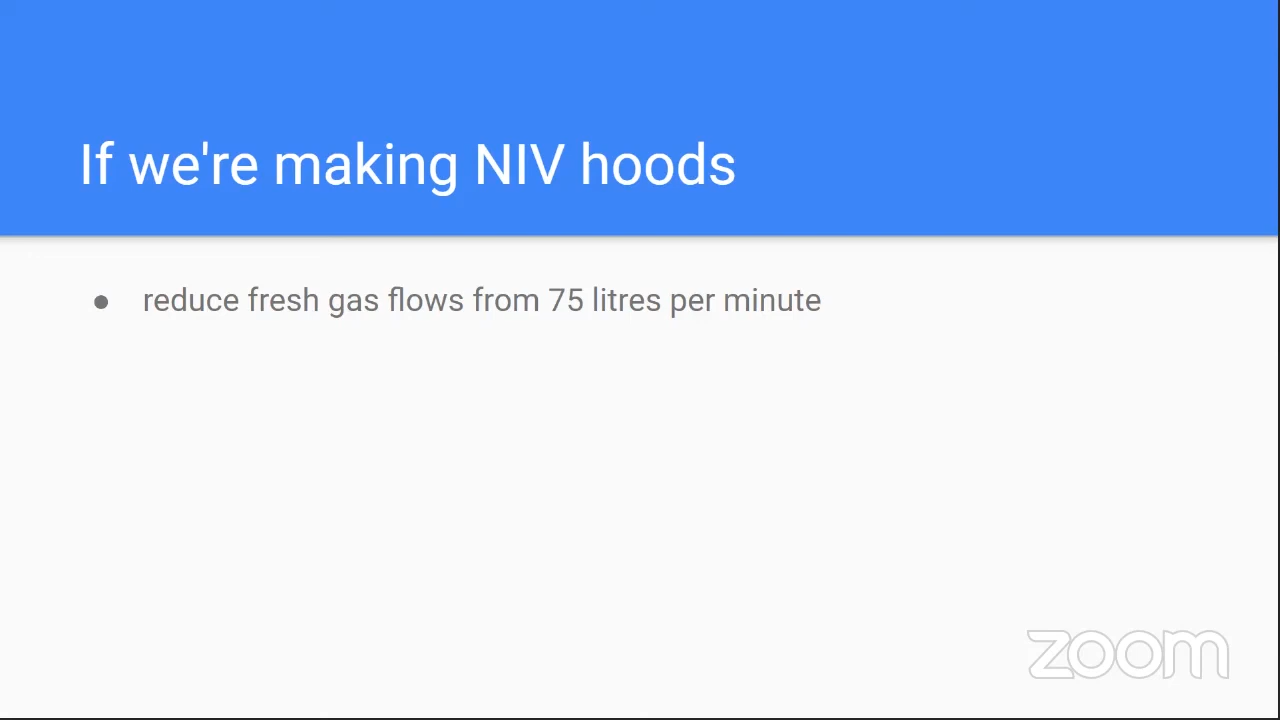 If we're making NIV hoods
● reduce fresh gas flows from 75 litres per minute
zoom